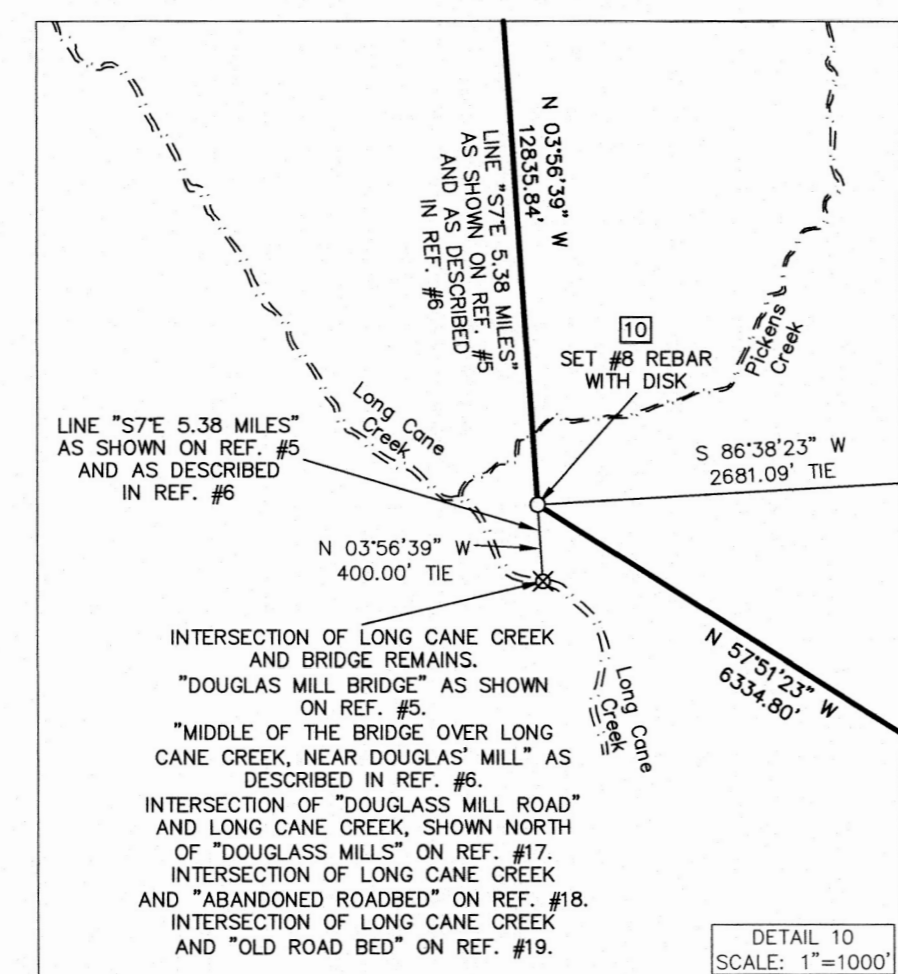 N 03°56'39" W
12835.84'
LINE "S7°E 5.38 MILES"
AS SHOWN ON REF. #5
AND AS DESCRIBED
IN REF. #6
10
SET #8 REBAR
WITH DISK
Pickens
Creek
Long Cane
Creek
LINE "S7°E 5.38 MILES"
AS SHOWN ON REF. #5
AND AS DESCRIBED
IN REF. #6
S 86°38'23" W
2681.09' TIE
N 03°56'39" W
400.00' TIE
N 57°51'23" W
6334.80'
Long Cane
Creek
INTERSECTION OF LONG CANE CREEK
AND BRIDGE REMAINS.
"DOUGLAS MILL BRIDGE" AS SHOWN
ON REF. #5.
"MIDDLE OF THE BRIDGE OVER LONG
CANE CREEK, NEAR DOUGLAS' MILL" AS
DESCRIBED IN REF. #6.
INTERSECTION OF "DOUGLASS MILL ROAD"
AND LONG CANE CREEK, SHOWN NORTH
OF "DOUGLASS MILLS" ON REF. #17.
INTERSECTION OF LONG CANE CREEK
AND "ABANDONED ROADBED" ON REF. #18.
INTERSECTION OF LONG CANE CREEK
AND "OLD ROAD BED" ON REF. #19.
DETAIL 10
SCALE: 1"=1000'